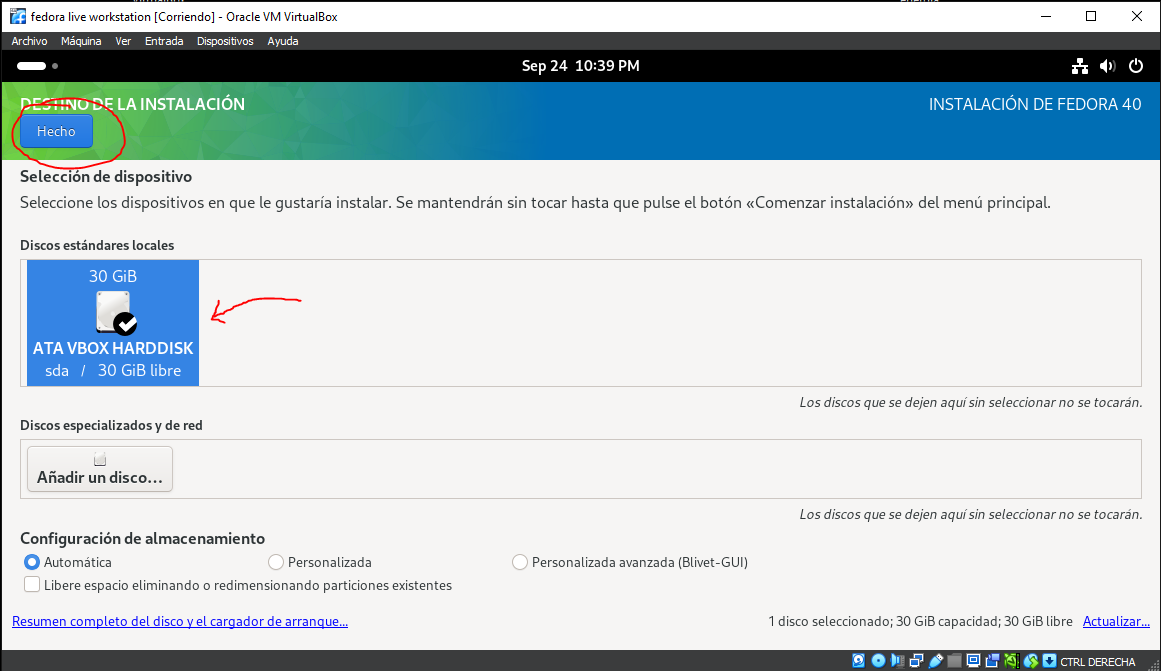 fedora live workstation [Corriendo] - Oracle VM VirtualBox
Archivo Máquina Ver Entrada Dispositivos Ayuda
Sep 24 10:39 PM
DESTINO DE LA INSTALACIÓN
INSTALACIÓN DE FEDORA 40
Hecho
Selección de dispositivo
Seleccione los dispositivos en que le gustaría instalar. Se mantendrán sin tocar hasta que pulse el botón «Comenzar instalación» del menú principal.
Discos estándares locales
30 GiB
ATA VBOX HARDDISK
sda / 30 GiB libre
Los discos que se dejen aquí sin seleccionar no se tocarán.
Discos especializados y de red
Añadir un disco...
Los discos que se dejen aquí sin seleccionar no se tocarán.
Configuración de almacenamiento
Automática Personalizada Personalizada avanzada (Blivet-GUI)
Libere espacio eliminando o redimensionando particiones existentes
Resumen completo del disco y el cargador de arranque...
1 disco seleccionado; 30 GiB capacidad; 30 GiB libre Actualizar...
CTRL DERECHA